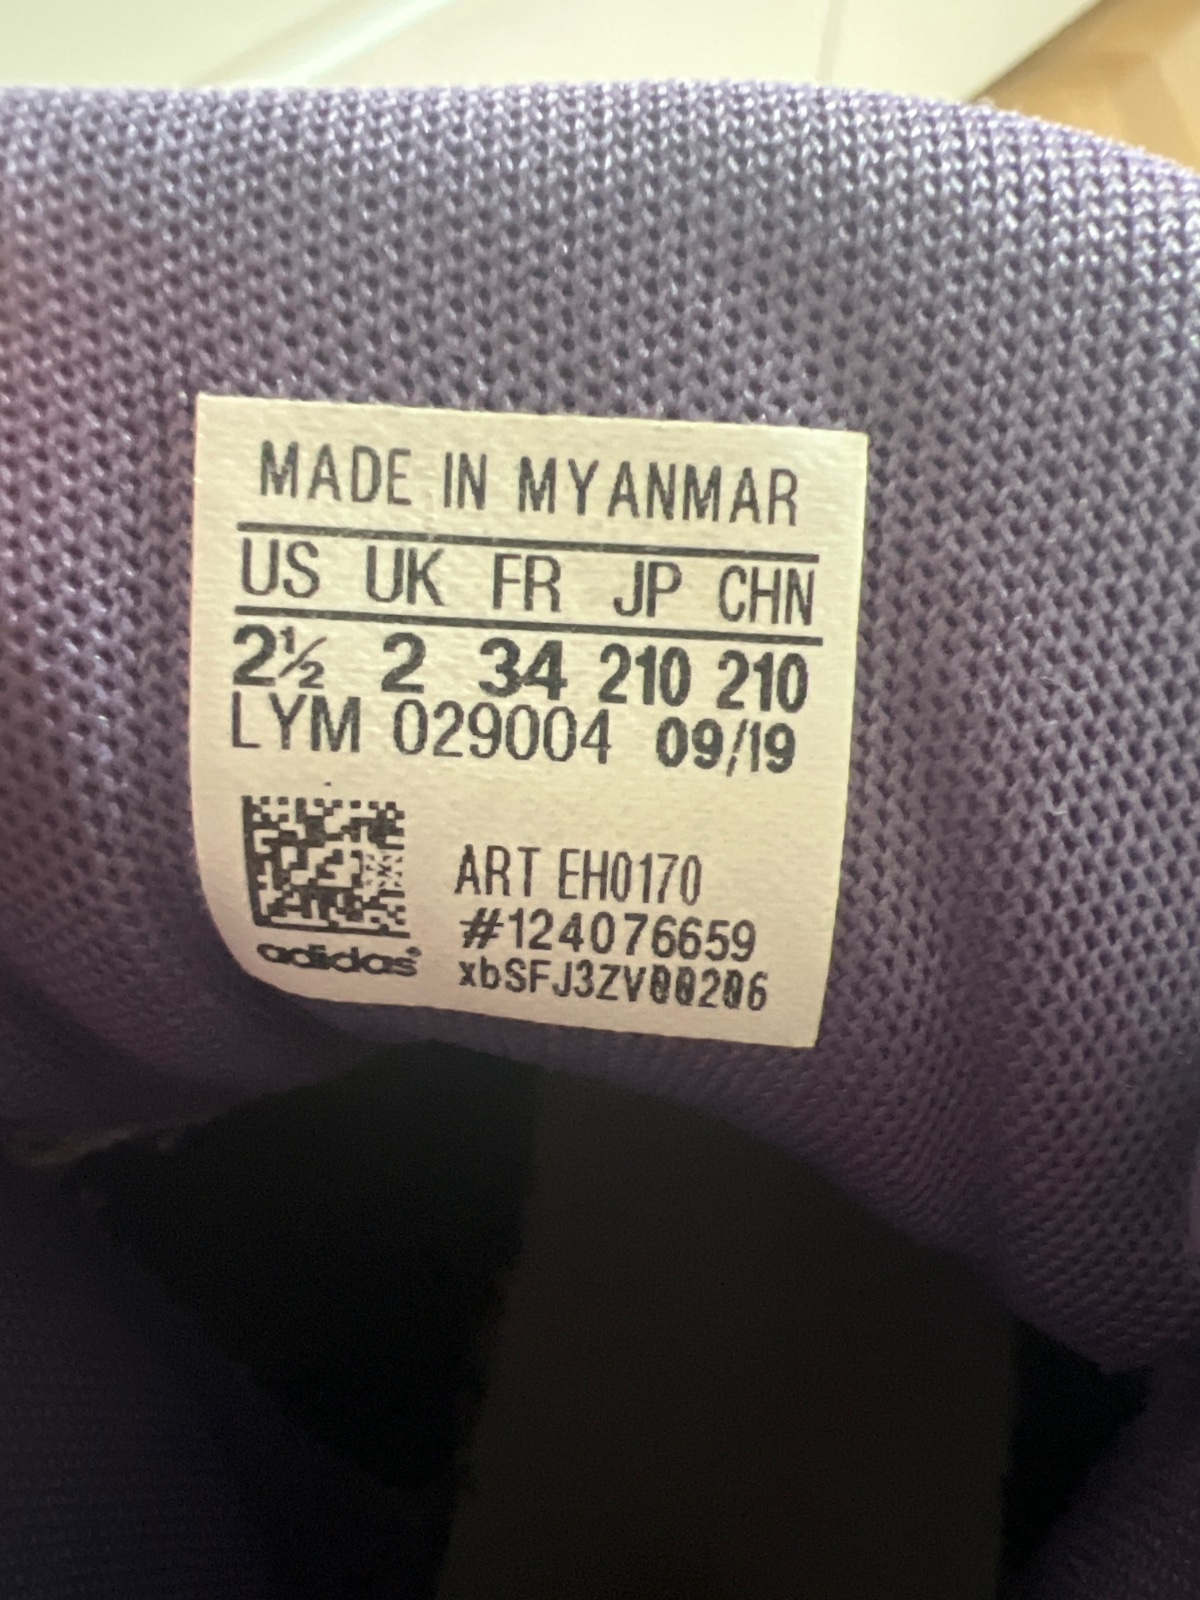 MADE IN MYANMAR
US UK FR JP CHN
2½ 2 34 210 210
LYM 029004 09/19
ART EH0170
#124076659
adidas®
xbSFJ3ZV00206